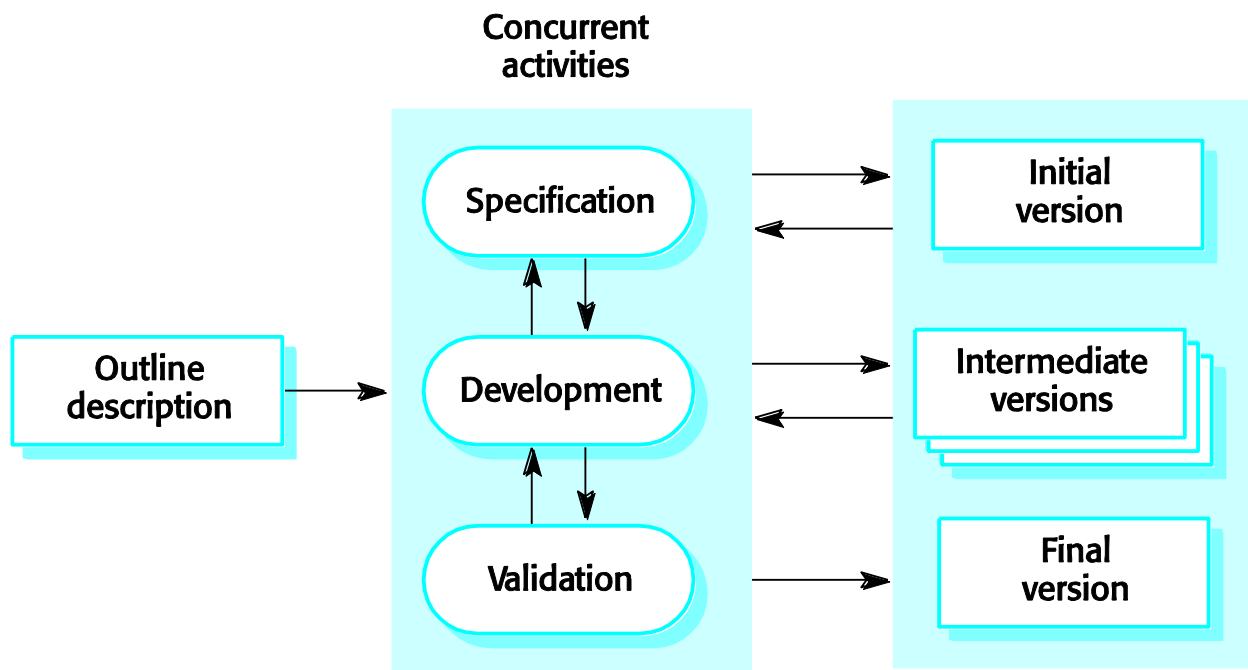 Concurrent
activities
Outline
description
Specification
Development
Validation
Initial
version
Intermediate
versions
Final
version